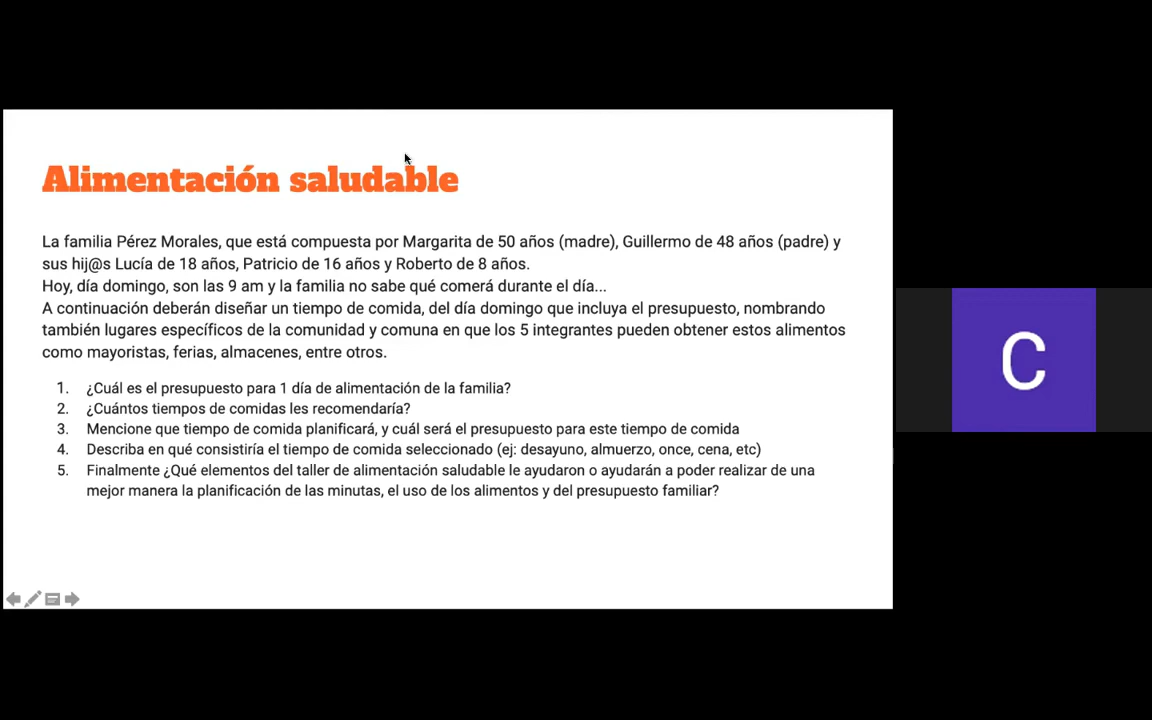 Alimentación saludable
La familia Pérez Morales, que está compuesta por Margarita de 50 años (madre), Guillermo de 48 años (padre) y
sus hij@s Lucía de 18 años, Patricio de 16 años y Roberto de 8 años.
Hoy, día domingo, son las 9 am y la familia no sabe qué comerá durante el día...
A continuación deberán diseñar un tiempo de comida, del día domingo que incluya el presupuesto, nombrando
también lugares específicos de la comunidad y comuna en que los 5 integrantes pueden obtener estos alimentos
como mayoristas, ferias, almacenes, entre otros.
1. ¿Cuál es el presupuesto para 1 día de alimentación de la familia?
2. ¿Cuántos tiempos de comidas les recomendaría?
3. Mencione que tiempo de comida planificará, y cuál será el presupuesto para este tiempo de comida
4. Describa en qué consistiría el tiempo de comida seleccionado (ej: desayuno, almuerzo, once, cena, etc)
5. Finalmente ¿Qué elementos del taller de alimentación saludable le ayudaron o ayudarán a poder realizar de una
mejor manera la planificación de las minutas, el uso de los alimentos y del presupuesto familiar?
C